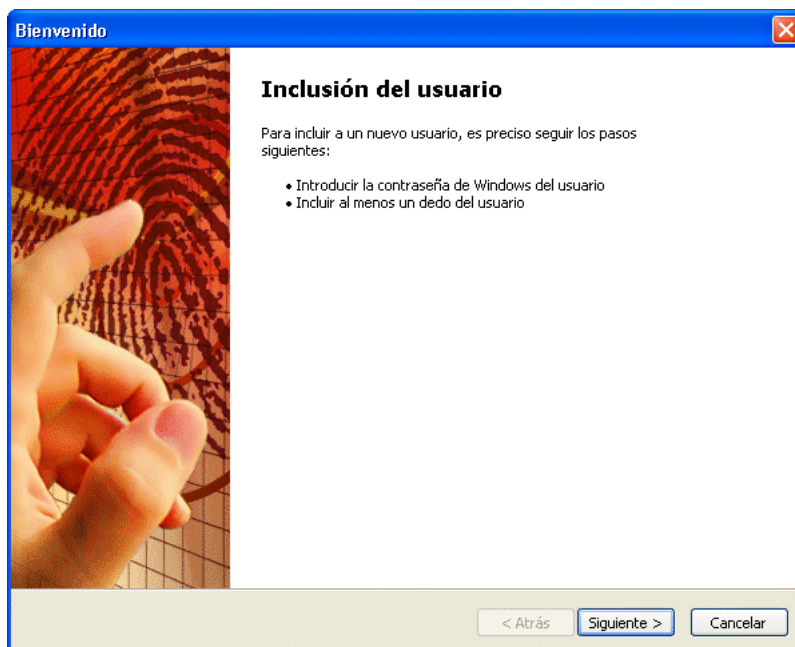 Bienvenido
Inclusión del usuario
Para incluir a un nuevo usuario, es preciso seguir los pasos
siguientes:
• Introducir la contraseña de Windows del usuario
• Incluir al menos un dedo del usuario
< Atrás Siguiente > Cancelar